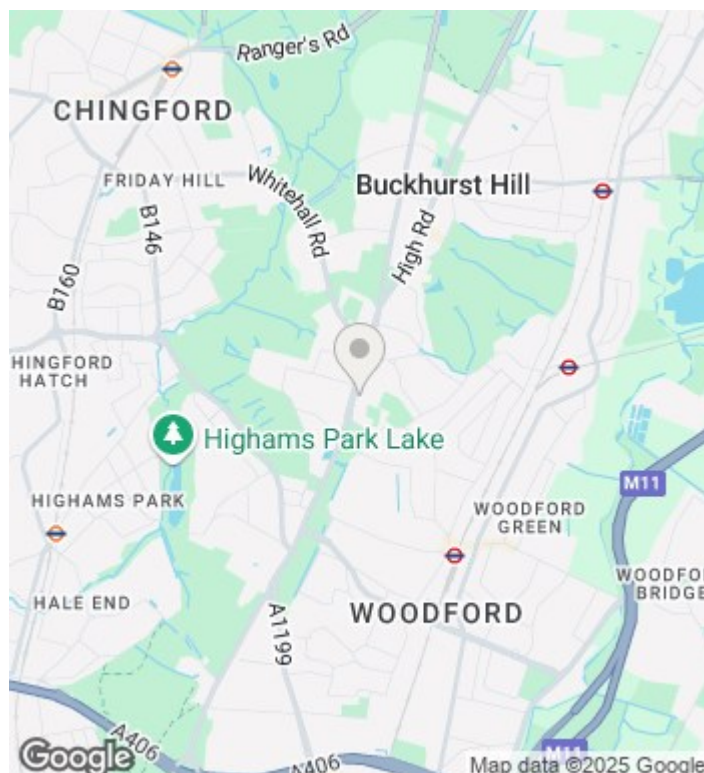 Ranger's Rd
CHINGFORD
FRIDAY HILL
Whitehall Rd
Buckhurst Hill
B146
High Rd
B160
HINGFORD
HATCH
Highams Park Lake
M11
HIGHAMS PARK
WOODFORD
GREEN
WOODFO
BRIDGE
HALE END
WOODFORD
A1199
A406
Google
A406
M11
Map data ©2025 Google